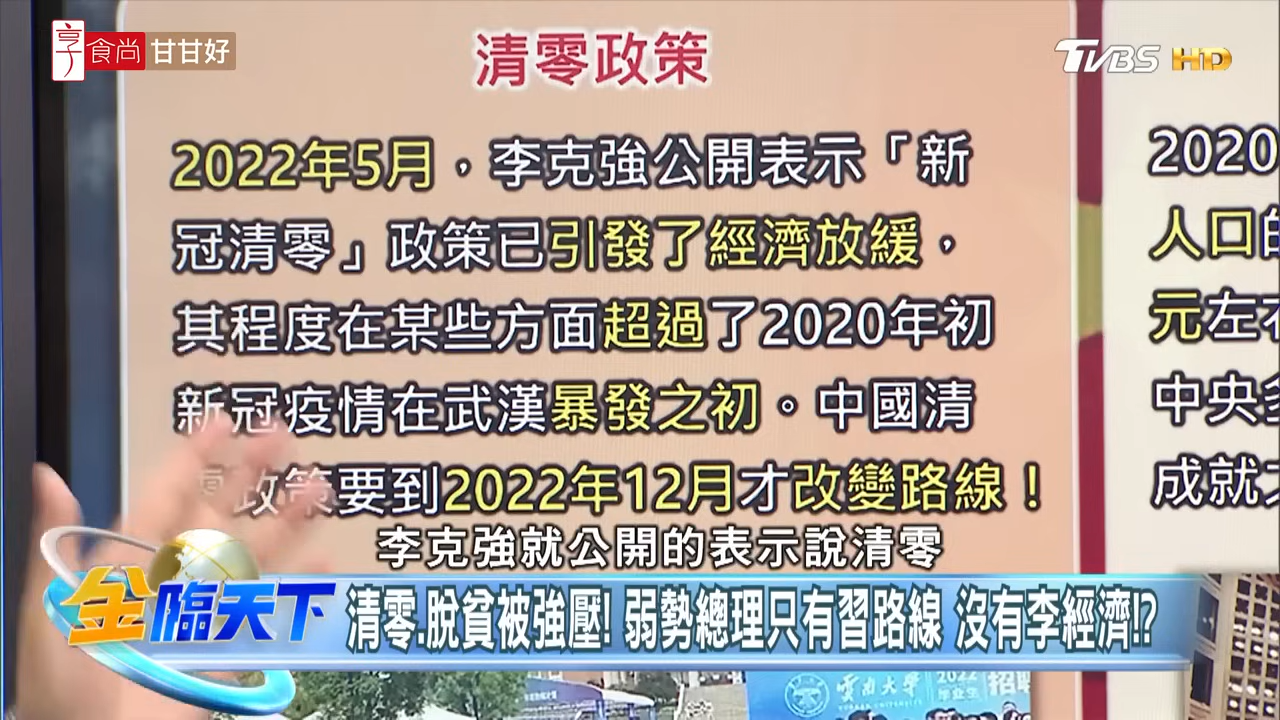 享食尚 甘甘好
TVBS HD
清零政策
2022年5月，李克強公開表示「新
冠清零」政策已引發了經濟放緩，
其程度在某些方面超過了2020年初
新冠疫情在武漢暴發之初。中國清
零政策要到2022年12月才改變路線！
2020
人口
元左
中央
成就
李克強就公開的表示說清零
金臨天下
清零.脫貧被強壓! 弱勢總理只有習路線 沒有李經濟!?
雲南大學
2022
毕业生
招